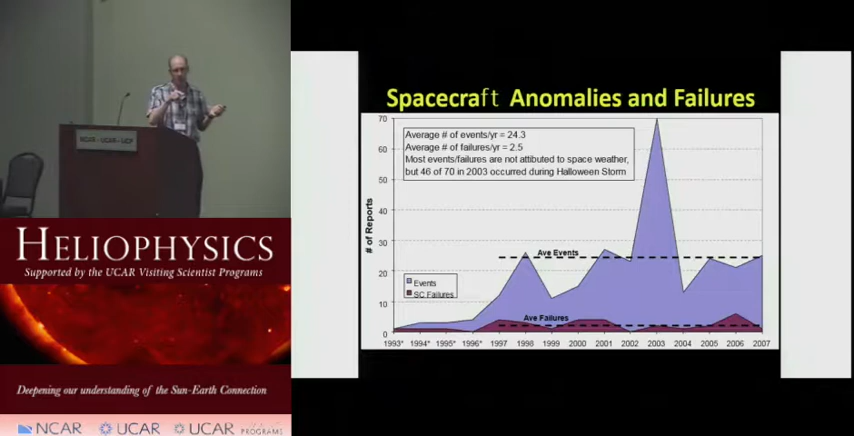 NCAR • UCAR • UCP
HELIOPHYSICS
Supported by the UCAR Visiting Scientist Programs
Deepening our understanding of the Sun-Earth Connection
NCAR
UCAR
UCAR
PROGRAMS
Spacecraft Anomalies and Failures
Average # of events/yr = 24.3
Average # of failures/yr = 2.5
Most events/failures are not attibuted to space weather,
but 46 of 70 in 2003 occurred during Halloween Storm
# of Reports
70
60
50
40
30
20
10
0
Ave Events
Events
SC Failures
Ave Failures
1993* 1994* 1995* 1996* 1997 1998 1999 2000 2001 2002 2003 2004 2005 2006 2007